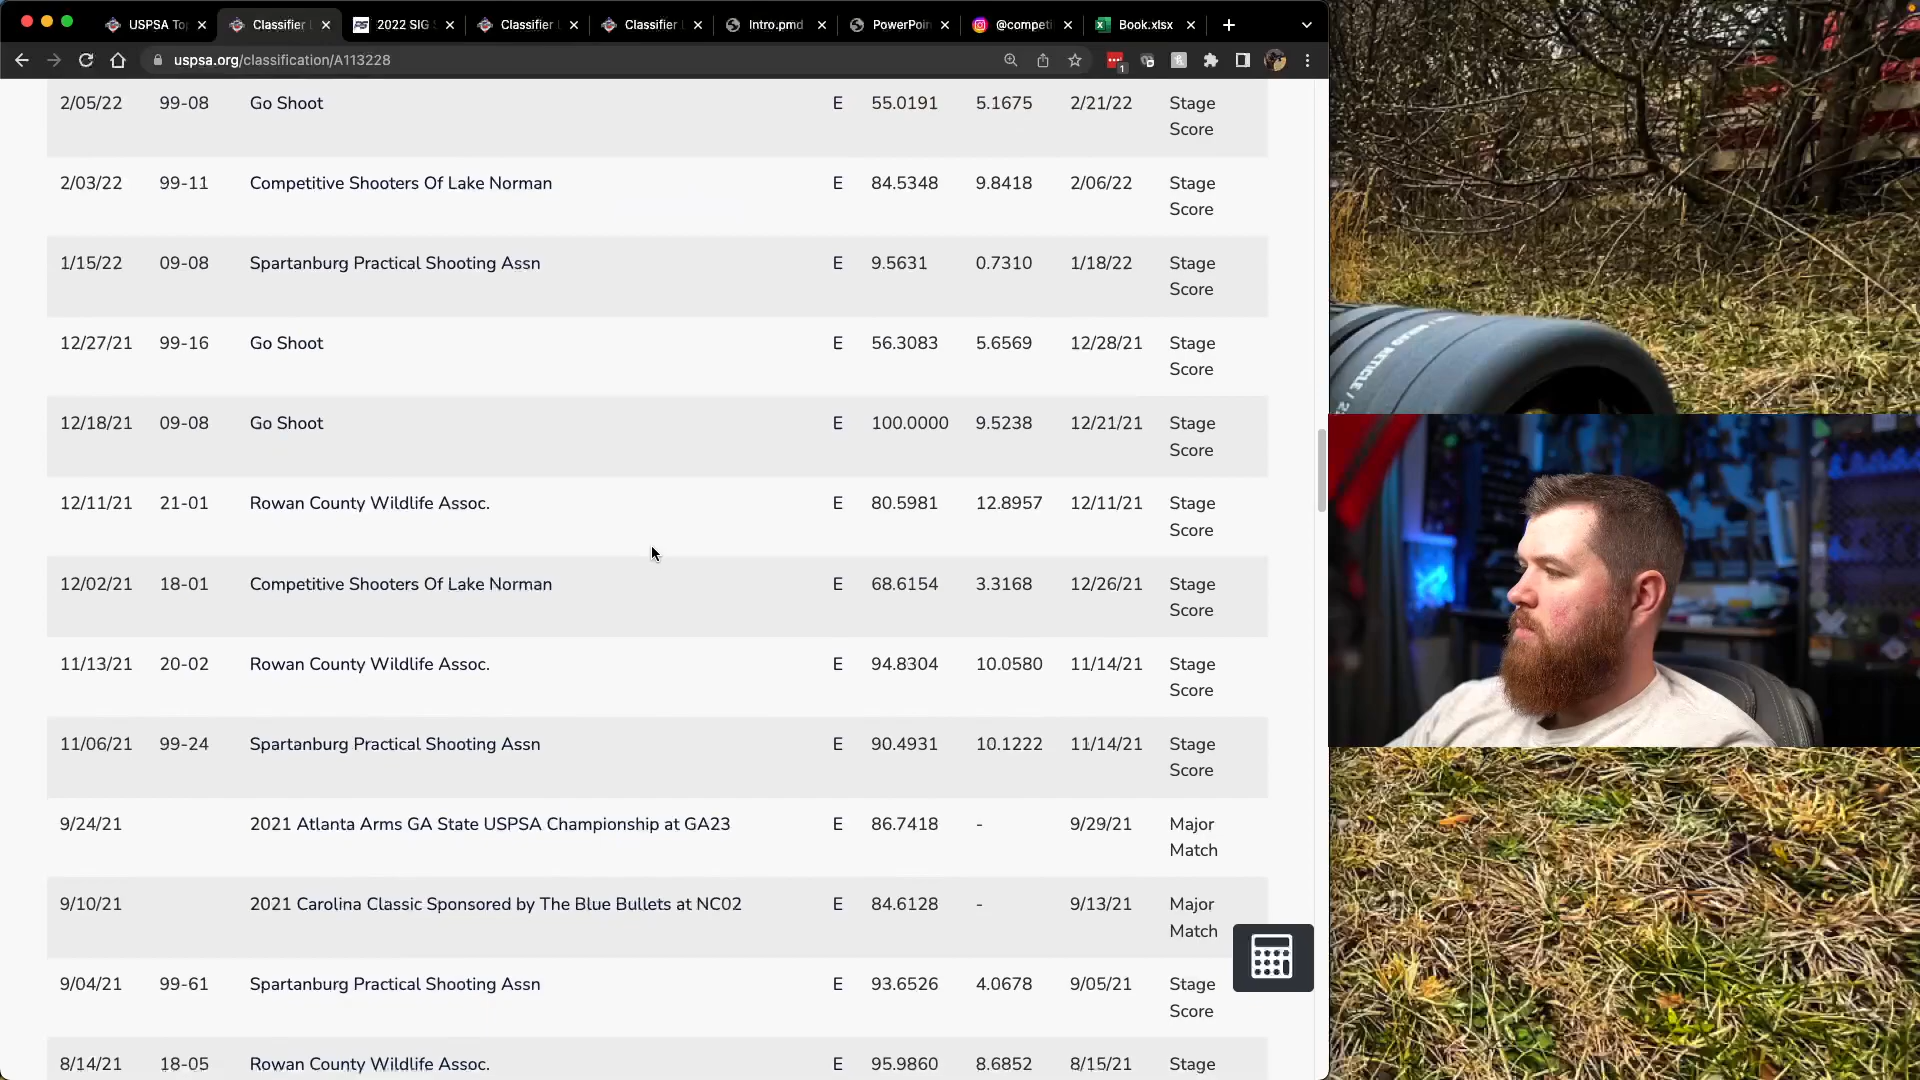 USPSA To
Classifier
2022 SIG
Classifier
Classifier
Intro.pmd
PowerPoin
@competi
Book.xlsx
uspsa.org/classification/A113228
1
2/05/22 99-08 Go Shoot E 55.0191 5.1675 2/21/22 Stage
Score
2/03/22 99-11 Competitive Shooters Of Lake Norman E 84.5348 9.8418 2/06/22 Stage
Score
1/15/22 09-08 Spartanburg Practical Shooting Assn E 9.5631 0.7310 1/18/22 Stage
Score
12/27/21 99-16 Go Shoot E 56.3083 5.6569 12/28/21 Stage
Score
12/18/21 09-08 Go Shoot E 100.0000 9.5238 12/21/21 Stage
Score
12/11/21 21-01 Rowan County Wildlife Assoc. E 80.5981 12.8957 12/11/21 Stage
Score
12/02/21 18-01 Competitive Shooters Of Lake Norman E 68.6154 3.3168 12/26/21 Stage
Score
11/13/21 20-02 Rowan County Wildlife Assoc. E 94.8304 10.0580 11/14/21 Stage
Score
11/06/21 99-24 Spartanburg Practical Shooting Assn E 90.4931 10.1222 11/14/21 Stage
Score
9/24/21 2021 Atlanta Arms GA State USPSA Championship at GA23 E 86.7418 - 9/29/21 Major
Match
9/10/21 2021 Carolina Classic Sponsored by The Blue Bullets at NC02 E 84.6128 - 9/13/21 Major
Match
9/04/21 99-61 Spartanburg Practical Shooting Assn E 93.6526 4.0678 9/05/21 Stage
Score
8/14/21 18-05 Rowan County Wildlife Assoc. E 95.9860 8.6852 8/15/21 Stage
RETICLE